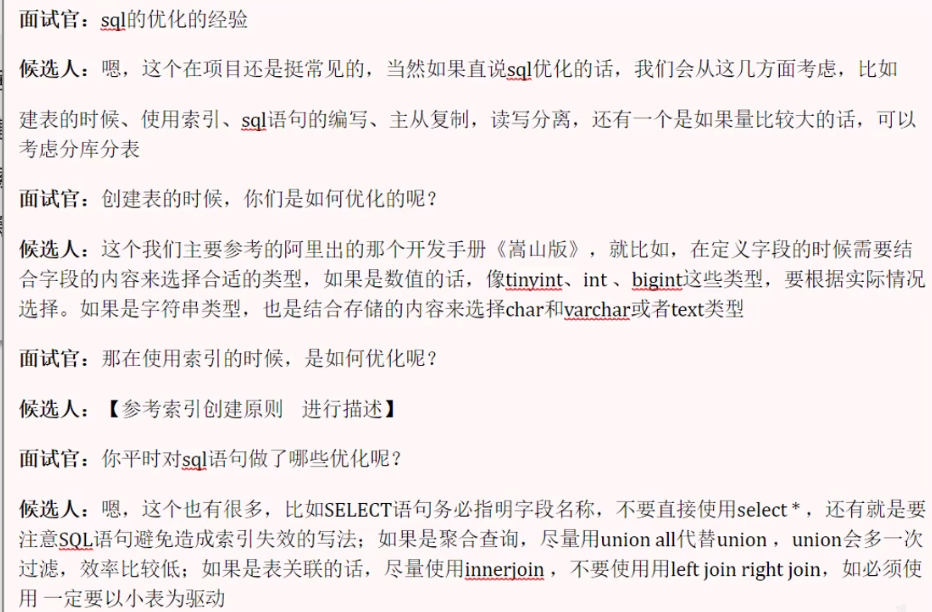 面试官：sql的优化的经验
候选人：嗯，这个在项目还是挺常见的，当然如果直说sql优化的话，我们会从这几方面考虑，比如
建表的时候、使用索引、sql语句的编写、主从复制，读写分离，还有一个是如果量比较大的话，可以
考虑分库分表
面试官：创建表的时候，你们是如何优化的呢？
候选人：这个我们主要参考的阿里出的那个开发手册《嵩山版》，就比如，在定义字段的时候需要结
合字段的内容来选择合适的类型，如果是数值的话，像tinyint、int 、bigint这些类型，要根据实际情况
选择。如果是字符串类型，也是结合存储的内容来选择char和varchar或者text类型
面试官：那在使用索引的时候，是如何优化呢？
候选人：【参考索引创建原则 进行描述】
面试官：你平时对sql语句做了哪些优化呢？
候选人：嗯，这个也有很多，比如SELECT语句务必指明字段名称，不要直接使用select * ，还有就是要
注意SQL语句避免造成索引失效的写法；如果是聚合查询，尽量用union all代替union ，union会多一次
过滤，效率比较低；如果是表关联的话，尽量使用innerjoin ，不要使用用left join right join，如必须使
用 一定要以小表为驱动